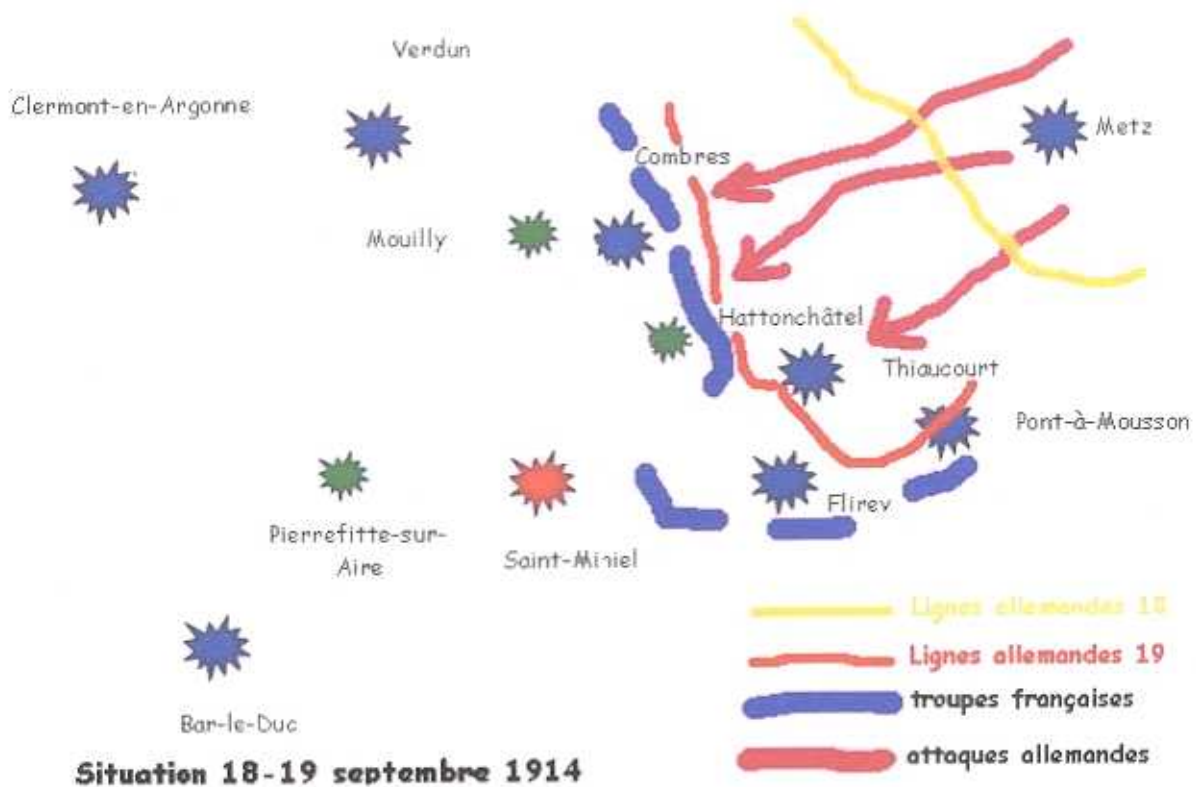 Verdun
Clermont-en-Argonne
Metz
Combres
Mouilly
Hattonchâtel
Thiaucourt
Pont-à-Mousson
Flirey
Pierrefitte-sur-
Aire
Saint-Mihiel
Lignes allemandes 18
Lignes allemandes 19
troupes françaises
Bar-le-Duc
attaques allemandes
Situation 18-19 septembre 1914